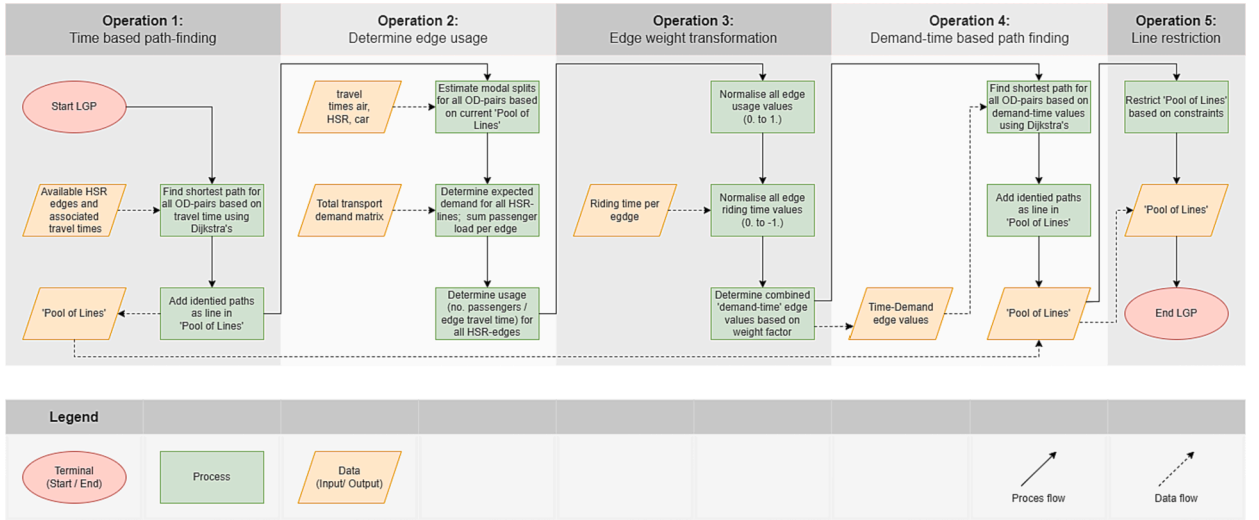 Operation 1:
Time based path-finding
Operation 2:
Determine edge usage
Operation 3:
Edge weight transformation
Operation 4:
Demand-time based path finding
Operation 5:
Line restriction
Start LGP
Available HSR
edges and
associated
travel times
Find shortest path for
all OD-pairs based on
travel time using
Dijkstra's
'Pool of Lines'
Add identied paths
as line in
'Pool of Lines'
travel
times air,
HSR, car
Estimate modal splits
for all OD-pairs based
on current 'Pool of
Lines'
Total transport
demand matrix
Determine expected
demand for all HSR-
lines; sum passenger
load per edge
Determine usage
(no. passengers /
edge travel time) for
all HSR-edges
Normalise all edge
usage values
(0. to 1.)
Riding time per
egdge
Normalise all edge
riding time values
(0. to -1.)
Determine combined
'demand-time' edge
values based on
weight factor
Find shortest path for
all OD-pairs based on
demand-time values
using Dijkstra's
Add identied paths
as line in
'Pool of Lines'
Time-Demand
edge values
'Pool of Lines'
Restrict 'Pool of Lines'
based on constraints
'Pool of Lines'
End LGP
Legend
Terminal
(Start / End)
Process
Data
(Input/ Output)
Proces flow
Data flow